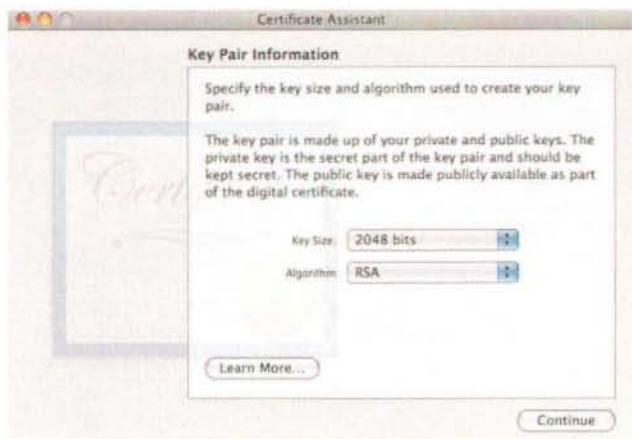 Certificate Assistant
Key Pair Information
Specify the key size and algorithm used to create your key
pair.
The key pair is made up of your private and public keys. The
private key is the secret part of the key pair and should be
kept secret. The public key is made publicly available as part
of the digital certificate.
Key Size: 2048 bits
Algorithm: RSA
Learn More...
Continue